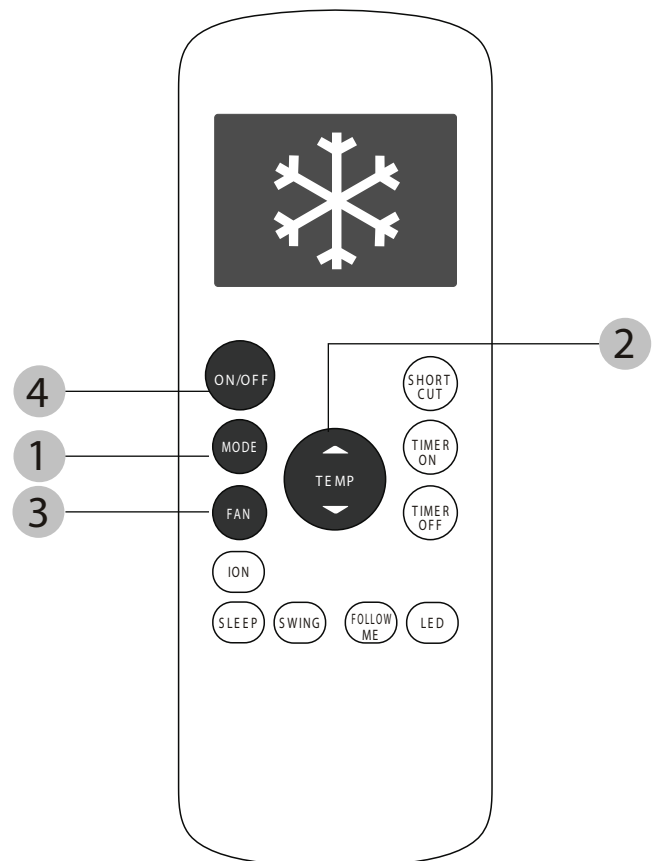 2
4
ON/OFF
SHORT
CUT
1
MODE
TEMP
TIMER
ON
3
FAN
TIMER
OFF
ION
SLEEP
SWING
FOLLOW
ME
LED